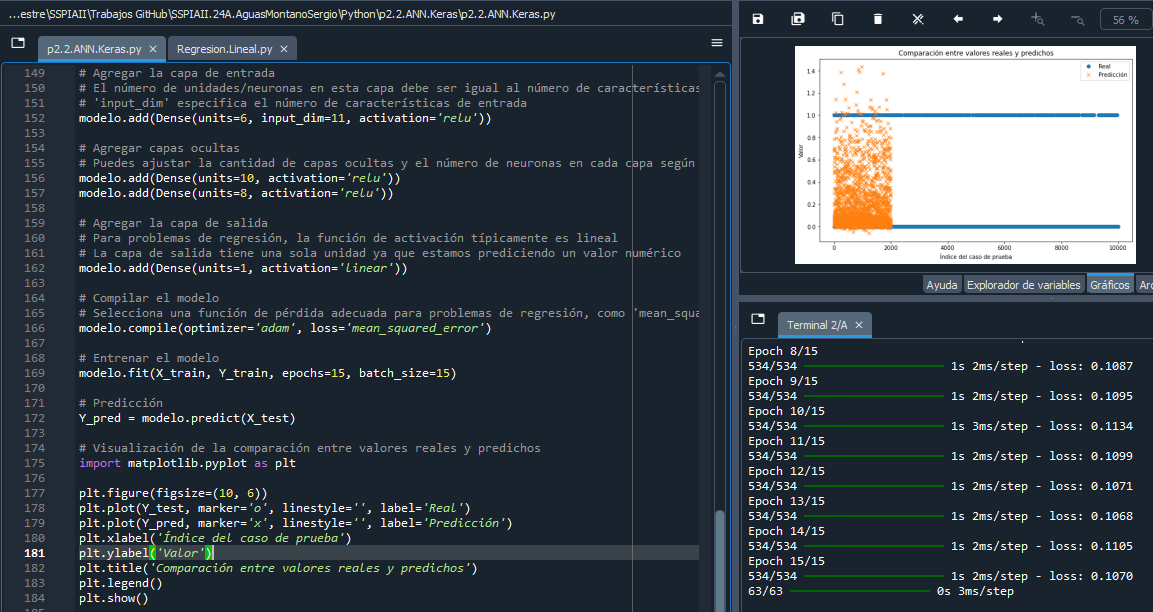 ...estre\SSPIAII\Trabajos GitHub\SSPIAII.24A.AguasMontanoSergio\Python\p2.2.ANN.Keras\p2.2.ANN.Keras.py
p2.2.ANN.Keras.py
Regresion.Lineal.py
149 # Agregar la capa de entrada
150 # El número de unidades/neuronas en esta capa debe ser igual al número de características
151 # 'input_dim' especifica el número de características de entrada
152 modelo.add(Dense(units=6, input_dim=11, activation='relu'))
153
154 # Agregar capas ocultas
155 # Puedes ajustar la cantidad de capas ocultas y el número de neuronas en cada capa según
156 modelo.add(Dense(units=10, activation='relu'))
157 modelo.add(Dense(units=8, activation='relu'))
158
159 # Agregar la capa de salida
160 # Para problemas de regresión, la función de activación típicamente es lineal
161 # La capa de salida tiene una sola unidad ya que estamos prediciendo un valor numérico
162 modelo.add(Dense(units=1, activation='linear'))
163
164 # Compilar el modelo
165 # Selecciona una función de pérdida adecuada para problemas de regresión, como 'mean_squa
166 modelo.compile(optimizer='adam', loss='mean_squared_error')
167
168 # Entrenar el modelo
169 modelo.fit(X_train, Y_train, epochs=15, batch_size=15)
170
171 # Predicción
172 Y_pred = modelo.predict(X_test)
173
174 # Visualización de la comparación entre valores reales y predichos
175 import matplotlib.pyplot as plt
176
177 plt.figure(figsize=(10, 6))
178 plt.plot(Y_test, marker='o', linestyle='', label='Real')
179 plt.plot(Y_pred, marker='x', linestyle='', label='Predicción')
180 plt.xlabel('Índice del caso de prueba')
181 plt.ylabel('Valor')
182 plt.title('Comparación entre valores reales y predichos')
183 plt.legend()
184 plt.show()
56 %
Comparación entre valores reales y predichos
Real
Predicción
1.4
1.2
1.0
0.8
0.6
0.4
0.2
0.0
Valor
0 2000 4000 6000 8000 10000
Índice del caso de prueba
Ayuda
Explorador de variables
Gráficos
Terminal 2/A
Epoch 8/15
534/534 1s 2ms/step - loss: 0.1087
Epoch 9/15
534/534 1s 2ms/step - loss: 0.1095
Epoch 10/15
534/534 1s 3ms/step - loss: 0.1134
Epoch 11/15
534/534 1s 2ms/step - loss: 0.1099
Epoch 12/15
534/534 1s 2ms/step - loss: 0.1071
Epoch 13/15
534/534 1s 2ms/step - loss: 0.1068
Epoch 14/15
534/534 1s 2ms/step - loss: 0.1105
Epoch 15/15
534/534 1s 2ms/step - loss: 0.1070
63/63 0s 3ms/step